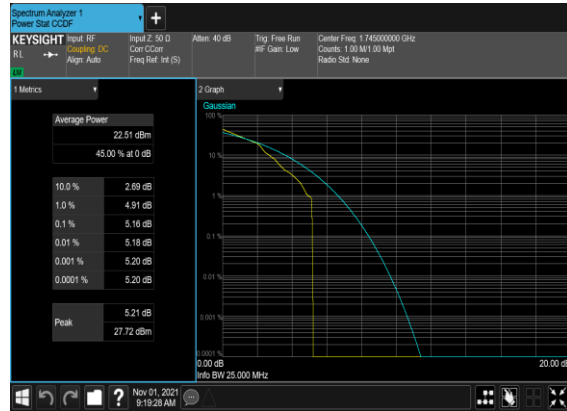 Spectrum Analyzer 1
Power Stat CCDF
+
KEYSIGHT
RL
Input: RF
Coupling: DC
Align: Auto
Input Z: 50 Ω
Corr CCorr
Freq Ref: Int (S)
Atten: 40 dB
Trig: Free Run
#IF Gain: Low
Center Freq: 1.745000000 GHz
Counts: 1.00 M/1.00 Mpt
Radio Std: None
1 Metrics
Average Power
22.51 dBm
45.00 % at 0 dB
10.0 % 2.69 dB
1.0 % 4.91 dB
0.1 % 5.16 dB
0.01 % 5.18 dB
0.001 % 5.20 dB
0.0001 % 5.20 dB
Peak
5.21 dB
27.72 dBm
2 Graph
Gaussian
100 %
10 %
1 %
0.1 %
0.01 %
0.001 %
0.0001 %
0.00 dB
20.00 dB
Info BW 25.000 MHz
?
Nov 01, 2021
9:19:28 AM